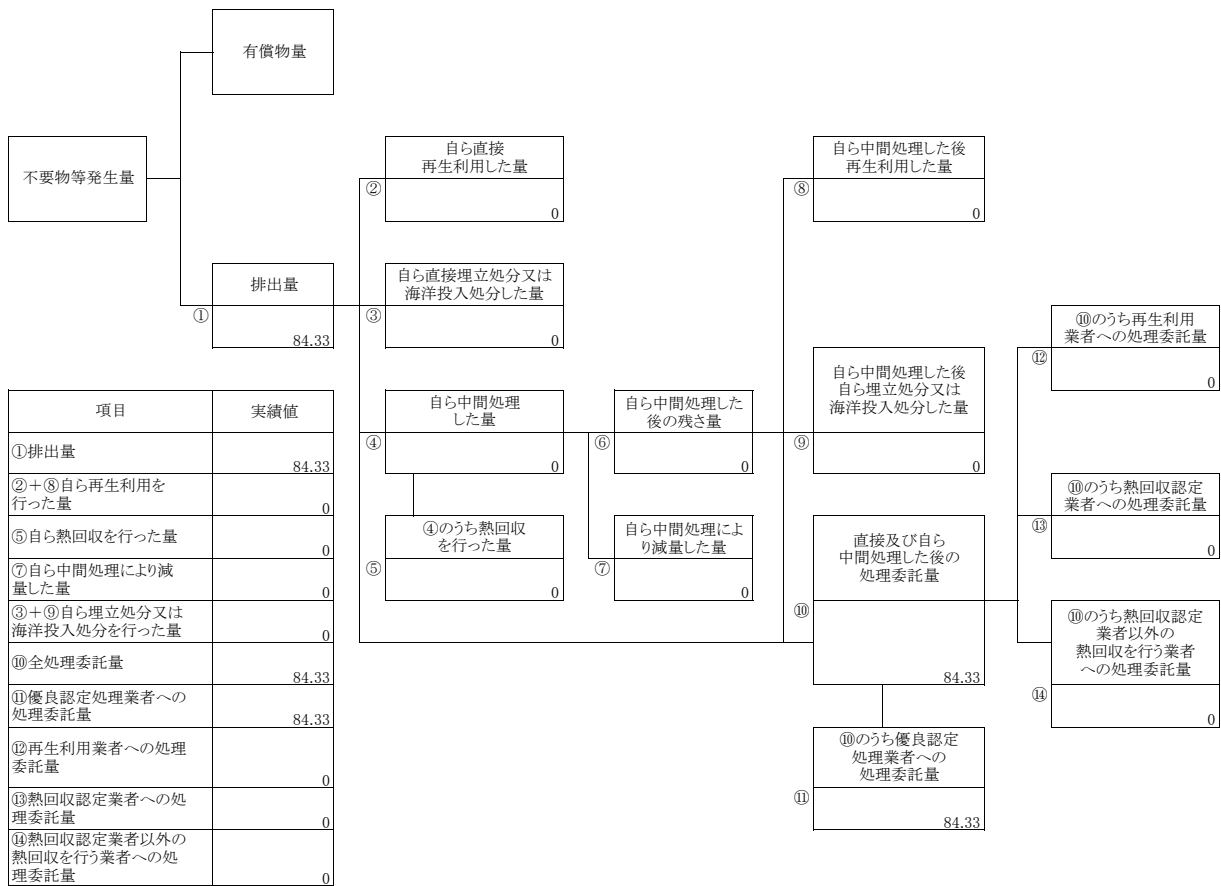 有償物量
不要物等発生量
排出量
①
84.33
自ら直接
再生利用した量
②
0
自ら直接埋立処分又は
海洋投入処分した量
③
0
自ら中間処理
した量
④
0
④のうち熱回収
を行った量
⑤
0
自ら中間処理した
後の残さ量
⑥
0
自ら中間処理によ
り減量した量
⑦
0
自ら中間処理した後
再生利用した量
⑧
0
自ら中間処理した後
自ら埋立処分又は
海洋投入処分した量
⑨
0
直接及び自ら
中間処理した後の
処理委託量
⑩
84.33
⑩のうち優良認定
処理業者への
処理委託量
⑪
84.33
⑩のうち再生利用
業者への処理委託量
⑫
0
⑩のうち熱回収認定
業者への処理委託量
⑬
0
⑩のうち熱回収認定
業者以外の
熱回収を行う業者
への処理委託量
⑭
0
項目 実績値
①排出量
84.33
②+⑧自ら再生利用を
行った量
0
⑤自ら熱回収を行った量
0
⑦自ら中間処理により減
量した量
0
③+⑨自ら埋立処分又は
海洋投入処分を行った量
0
⑩全処理委託量
84.33
⑪優良認定処理業者への
処理委託量
84.33
⑫再生利用業者への処理
委託量
0
⑬熱回収認定業者への処
理委託量
0
⑭熱回収認定業者以外の
熱回収を行う業者への処
理委託量
0